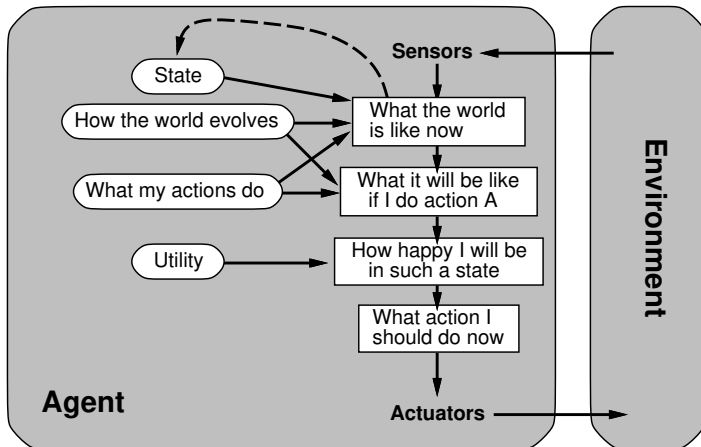 Sensors
State
What the world
is like now
How the world evolves
What my actions do
What it will be like
if I do action A
Utility
How happy I will be
in such a state
What action I
should do now
Agent
Actuators
Environment